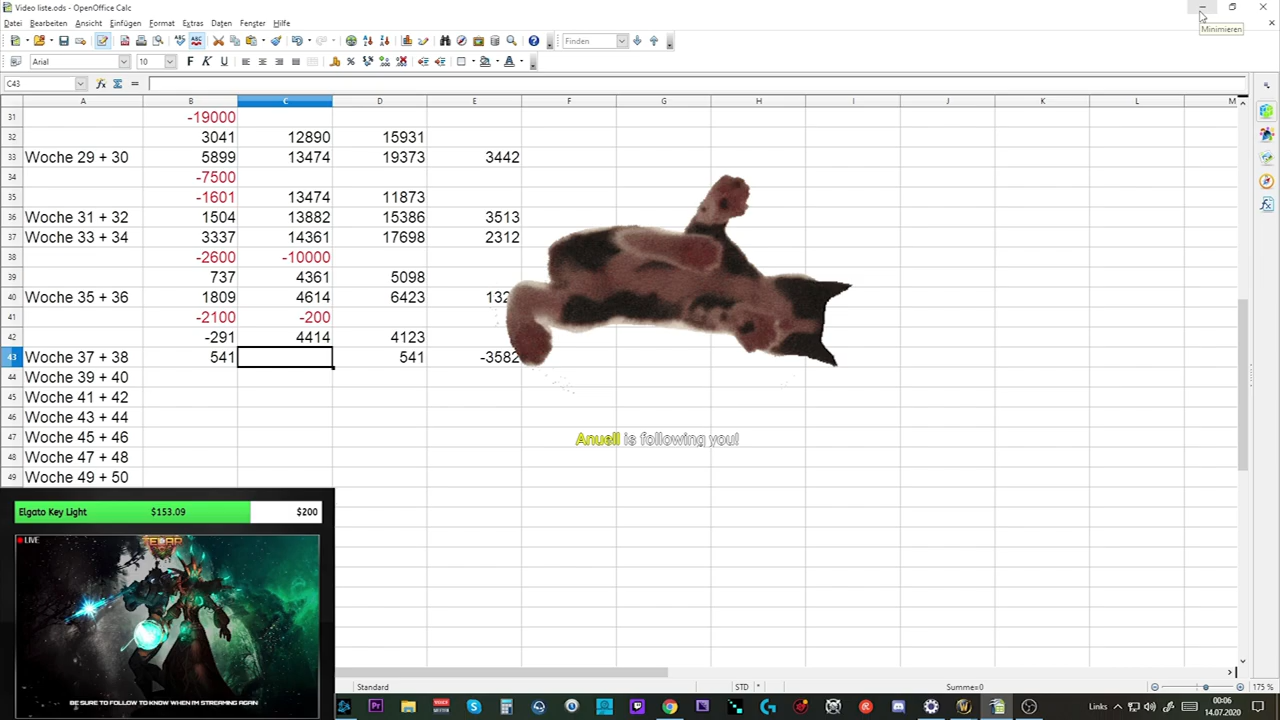 Video liste.ods - OpenOffice Calc
Datei Bearbeiten Ansicht Einfügen Format Extras Daten Fenster Hilfe
Minimieren
Finden
Arial 10 F K U
C43
A B C D E F G H I J K L M
31 -19000
32 3041 12890 15931
33 Woche 29 + 30 5899 13474 19373 3442
34 -7500
35 -1601 13474 11873
36 Woche 31 + 32 1504 13882 15386 3513
37 Woche 33 + 34 3337 14361 17698 2312
38 -2600 -10000
39 737 4361 5098
40 Woche 35 + 36 1809 4614 6423
41 -2100 -200
42 -291 4414 4123
43 Woche 37 + 38 541 541 -3582
44 Woche 39 + 40
45 Woche 41 + 42
46 Woche 43 + 44
47 Woche 45 + 46
48 Woche 47 + 48
49 Woche 49 + 50
Anuell is following you!
Elgato Key Light $153.09 $200
LIVE
BE SURE TO FOLLOW TO KNOW WHEN I'M STREAMING AGAIN
Standard STD * Summe=0 175 %
Links 00:06
14.07.2020